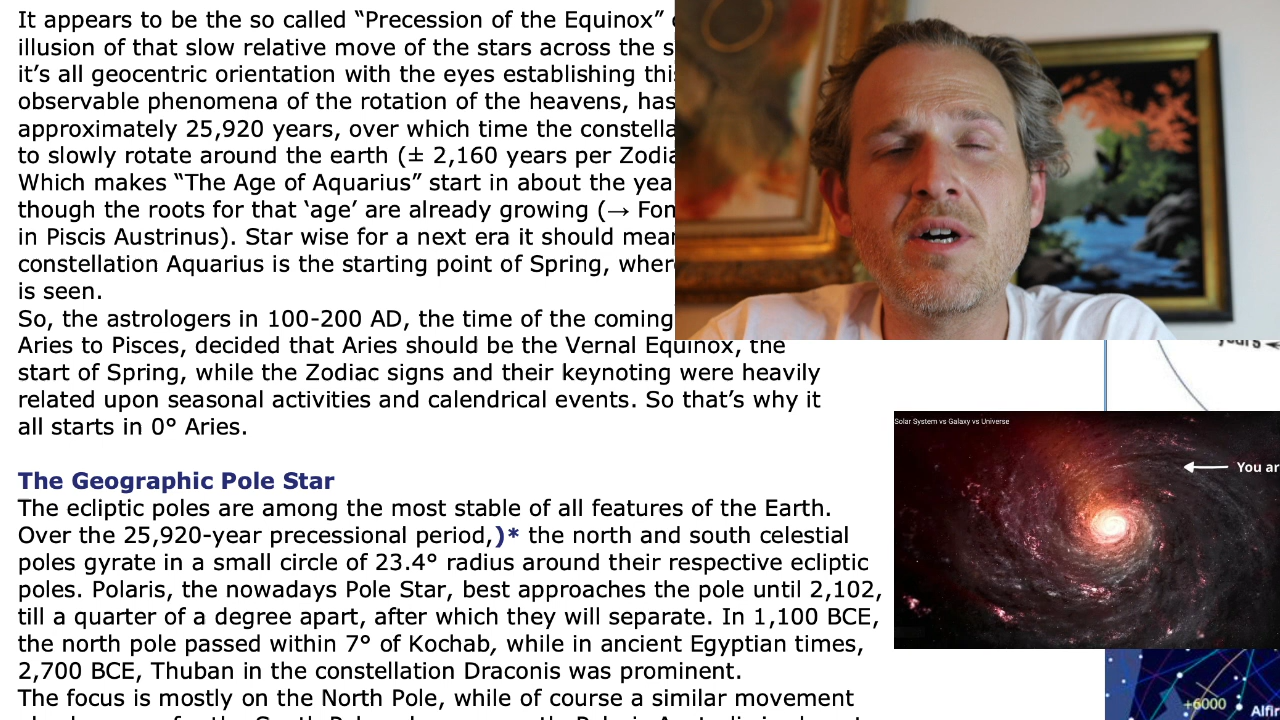 It appears to be the so called “Precession of the Equinox”
illusion of that slow relative move of the stars across the
it’s all geocentric orientation with the eyes establishing
observable phenomena of the rotation of the heavens, has
approximately 25,920 years, over which time the
to slowly rotate around the earth (± 2,160 years per
Which makes “The Age of Aquarius” start in about the
though the roots for that ‘age’ are already growing (→
in Piscis Austrinus). Star wise for a next era it should
constellation Aquarius is the starting point of Spring,
is seen.
So, the astrologers in 100-200 AD, the time of the coming
Aries to Pisces, decided that Aries should be the Vernal Equinox, the
start of Spring, while the Zodiac signs and their keynoting were heavily
related upon seasonal activities and calendrical events. So that’s why it
all starts in 0° Aries.
The Geographic Pole Star
The ecliptic poles are among the most stable of all features of the Earth.
Over the 25,920-year precessional period,)* the north and south celestial
poles gyrate in a small circle of 23.4° radius around their respective ecliptic
poles. Polaris, the nowadays Pole Star, best approaches the pole until 2,102,
till a quarter of a degree apart, after which they will separate. In 1,100 BCE,
the north pole passed within 7° of Kochab, while in ancient Egyptian times,
2,700 BCE, Thuban in the constellation Draconis was prominent.
The focus is mostly on the North Pole, while of course a similar movement
years
Solar System vs Galaxy vs Universe
You
+6000